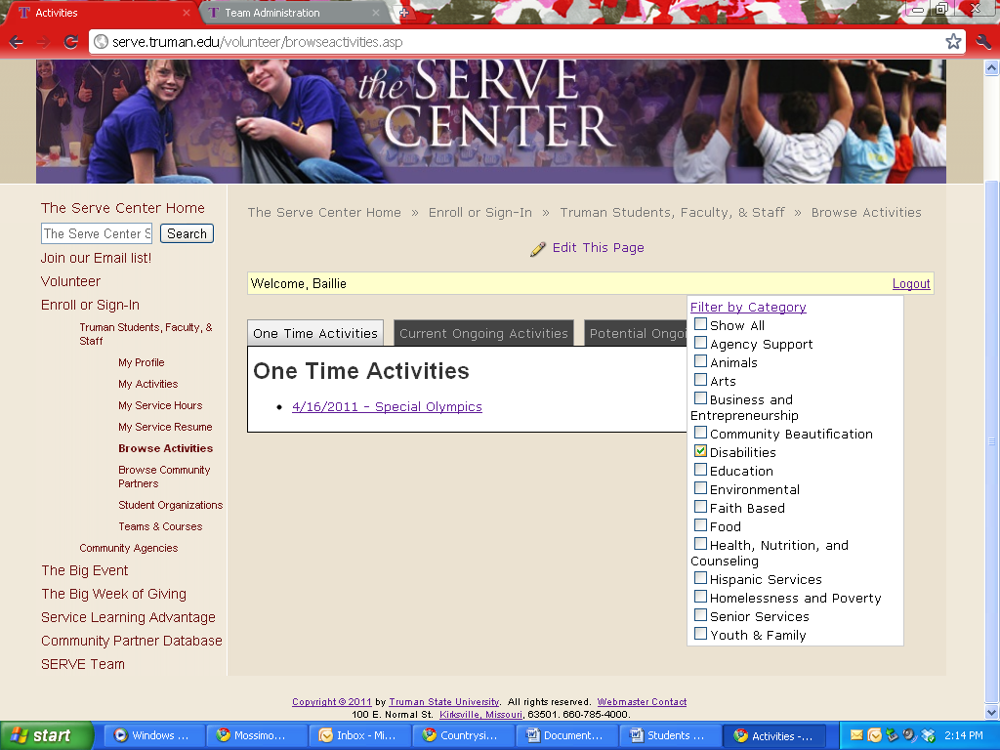 Activities
Team Administration
serve.truman.edu/volunteer/browseactivities.asp
the SERVE
CENTER
The Serve Center Home
The Serve Center S Search
Join our Email list!
Volunteer
Enroll or Sign-In
Truman Students, Faculty, &
Staff
My Profile
My Activities
My Service Hours
My Service Resume
Browse Activities
Browse Community
Partners
Student Organizations
Teams & Courses
Community Agencies
The Big Event
The Big Week of Giving
Service Learning Advantage
Community Partner Database
SERVE Team
The Serve Center Home » Enroll or Sign-In » Truman Students, Faculty, & Staff » Browse Activities
Edit This Page
Welcome, Baillie Logout
One Time Activities Current Ongoing Activities Potential Ongo
One Time Activities
• 4/16/2011 - Special Olympics
Filter by Category
Show All
Agency Support
Animals
Arts
Business and
Entrepreneurship
Community Beautification
Disabilities
Education
Environmental
Faith Based
Food
Health, Nutrition, and
Counseling
Hispanic Services
Homelessness and Poverty
Senior Services
Youth & Family
Copyright © 2011 by Truman State University. All rights reserved. Webmaster Contact
100 E. Normal St. Kirksville, Missouri, 63501. 660-785-4000.
start Windows ... Mossimo... Inbox - Mi... Countrysi... Document... Students ... Activities -... 2:14 PM